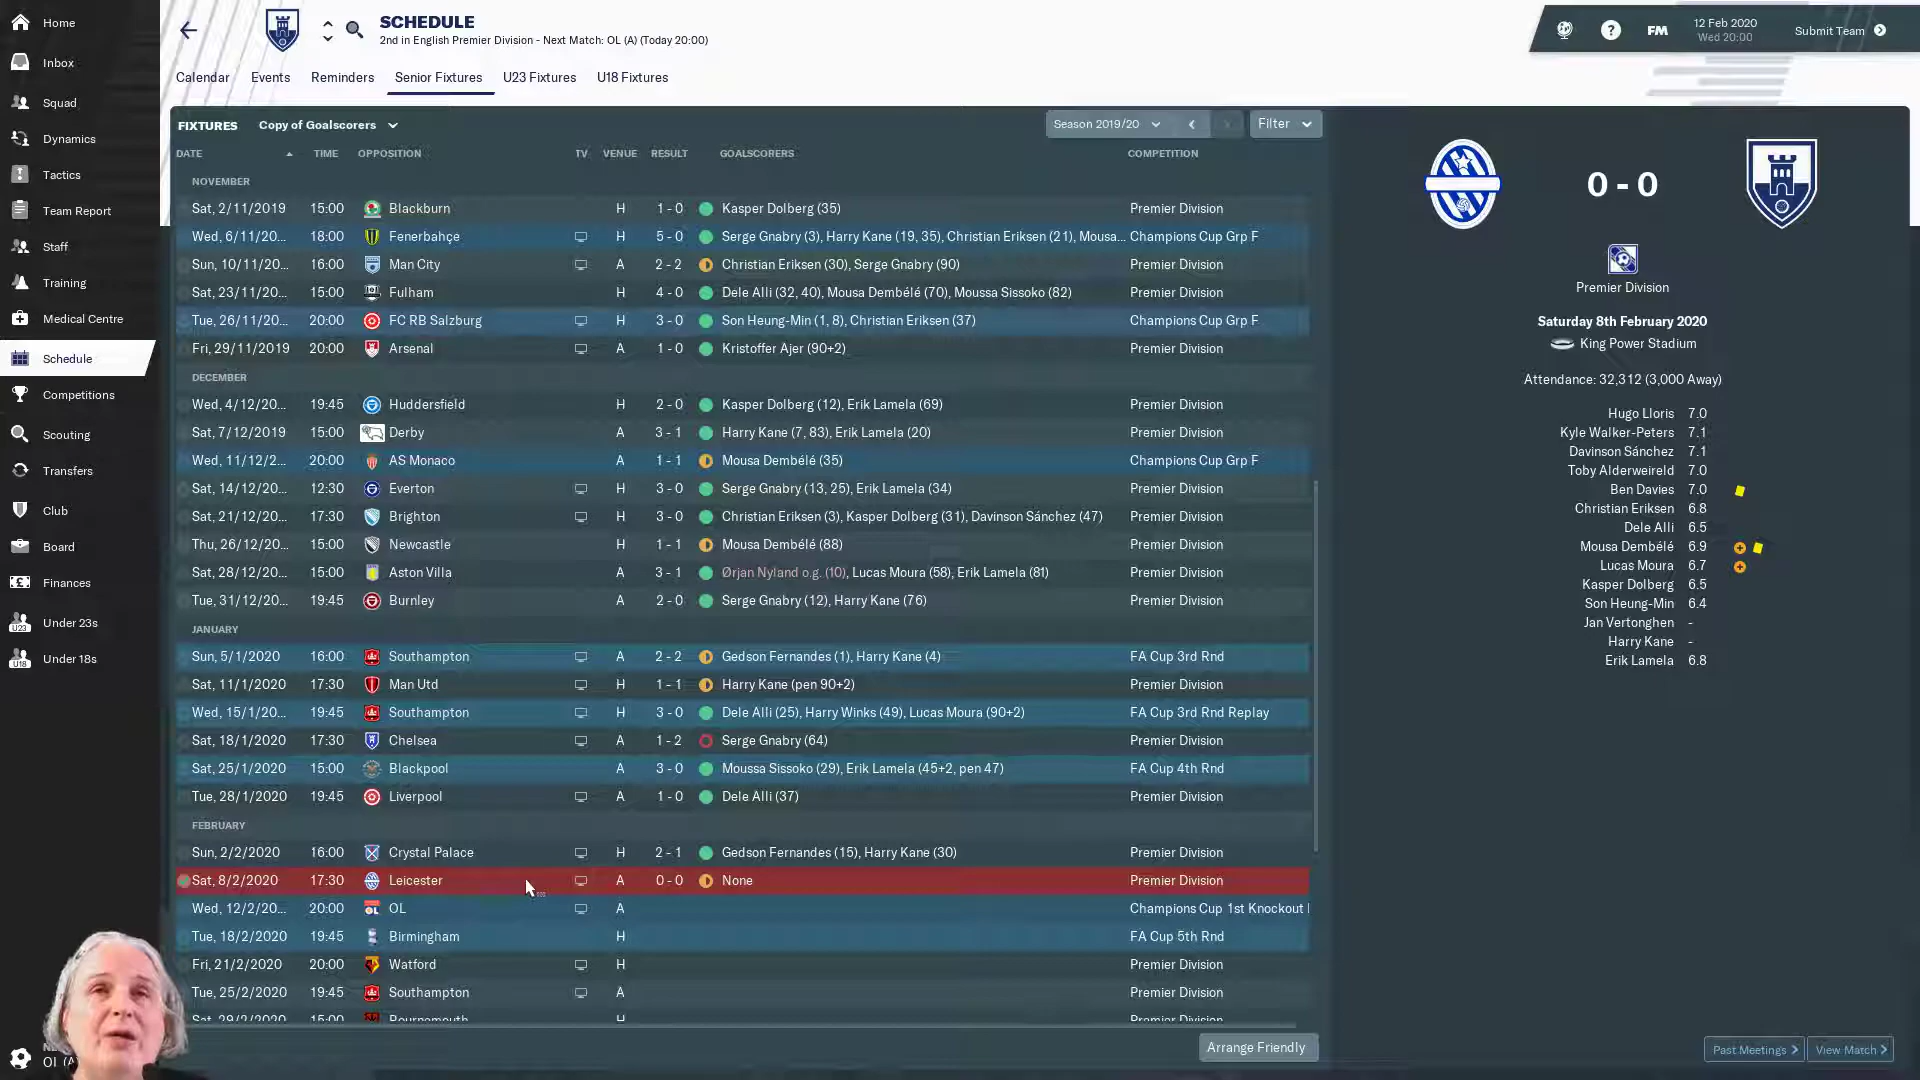 Home
Inbox
Squad
Dynamics
Tactics
Team Report
Staff
Training
Medical Centre
Schedule
Competitions
Scouting
Transfers
Club
Board
Finances
U23 Under 23s
U18 Under 18s
OL (A
SCHEDULE
2nd in English Premier Division - Next Match: OL (A) (Today 20:00)
? FM 12 Feb 2020 Wed 20:00 Submit Team
Calendar Events Reminders Senior Fixtures U23 Fixtures U18 Fixtures
FIXTURES Copy of Goalscorers Season 2019/20 Filter
DATE TIME OPPOSITION TV VENUE RESULT GOALSCORERS COMPETITION
NOVEMBER
Sat, 2/11/2019 15:00 Blackburn H 1 - 0 Kasper Dolberg (35) Premier Division
Wed, 6/11/20... 18:00 Fenerbahçe H 5 - 0 Serge Gnabry (3), Harry Kane (19, 35), Christian Eriksen (21), Mousa... Champions Cup Grp F
Sun, 10/11/20... 16:00 Man City A 2 - 2 Christian Eriksen (30), Serge Gnabry (90) Premier Division
Sat, 23/11/20... 15:00 Fulham H 4 - 0 Dele Alli (32, 40), Mousa Dembélé (70), Moussa Sissoko (82) Premier Division
Tue, 26/11/20... 20:00 FC RB Salzburg H 3 - 0 Son Heung-Min (1, 8), Christian Eriksen (37) Champions Cup Grp F
Fri, 29/11/2019 20:00 Arsenal A 1 - 0 Kristoffer Ajer (90+2) Premier Division
DECEMBER
Wed, 4/12/20... 19:45 Huddersfield H 2 - 0 Kasper Dolberg (12), Erik Lamela (69) Premier Division
Sat, 7/12/2019 15:00 Derby A 3 - 1 Harry Kane (7, 83), Erik Lamela (20) Premier Division
Wed, 11/12/2... 20:00 AS Monaco A 1 - 1 Mousa Dembélé (35) Champions Cup Grp F
Sat, 14/12/20... 12:30 Everton H 3 - 0 Serge Gnabry (13, 25), Erik Lamela (34) Premier Division
Sat, 21/12/20... 17:30 Brighton H 3 - 0 Christian Eriksen (3), Kasper Dolberg (31), Davinson Sánchez (47) Premier Division
Thu, 26/12/20... 15:00 Newcastle H 1 - 1 Mousa Dembélé (88) Premier Division
Sat, 28/12/20... 15:00 Aston Villa A 3 - 1 Ørjan Nyland o.g. (10), Lucas Moura (58), Erik Lamela (81) Premier Division
Tue, 31/12/20... 19:45 Burnley A 2 - 0 Serge Gnabry (12), Harry Kane (76) Premier Division
JANUARY
Sun, 5/1/2020 16:00 Southampton A 2 - 2 Gedson Fernandes (1), Harry Kane (4) FA Cup 3rd Rnd
Sat, 11/1/2020 17:30 Man Utd H 1 - 1 Harry Kane (pen 90+2) Premier Division
Wed, 15/1/20... 19:45 Southampton H 3 - 0 Dele Alli (25), Harry Winks (49), Lucas Moura (90+2) FA Cup 3rd Rnd Replay
Sat, 18/1/2020 17:30 Chelsea A 1 - 2 Serge Gnabry (64) Premier Division
Sat, 25/1/2020 15:00 Blackpool A 3 - 0 Moussa Sissoko (29), Erik Lamela (45+2, pen 47) FA Cup 4th Rnd
Tue, 28/1/2020 19:45 Liverpool A 1 - 0 Dele Alli (37) Premier Division
FEBRUARY
Sun, 2/2/2020 16:00 Crystal Palace H 2 - 1 Gedson Fernandes (15), Harry Kane (30) Premier Division
Sat, 8/2/2020 17:30 Leicester A 0 - 0 None Premier Division
Wed, 12/2/20... 20:00 OL A Champions Cup 1st Knockout
Tue, 18/2/2020 19:45 Birmingham H FA Cup 5th Rnd
Fri, 21/2/2020 20:00 Watford H Premier Division
Tue, 25/2/2020 19:45 Southampton A Premier Division
Sat, 29/2/2020 15:00 Bournemouth H Premier Division
Arrange Friendly
0 - 0
Premier Division
Saturday 8th February 2020
King Power Stadium
Attendance: 32,312 (3,000 Away)
Hugo Lloris 7.0
Kyle Walker-Peters 7.1
Davinson Sánchez 7.1
Toby Alderweireld 7.0
Ben Davies 7.0
Christian Eriksen 6.8
Dele Alli 6.5
Mousa Dembélé 6.9
Lucas Moura 6.7
Kasper Dolberg 6.5
Son Heung-Min 6.4
Jan Vertonghen -
Harry Kane -
Erik Lamela 6.8
Past Meetings View Match